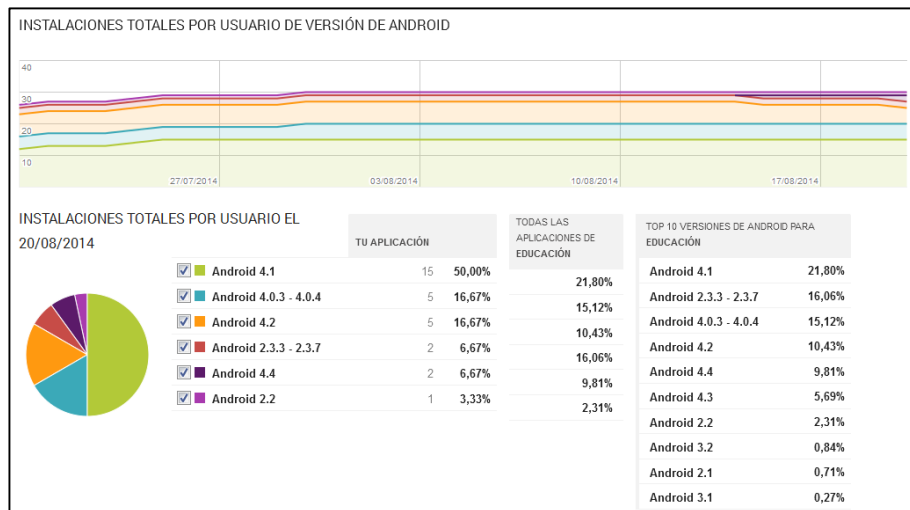 INSTALACIONES TOTALES POR USUARIO DE VERSIÓN DE ANDROID
40
30
20
10
27/07/2014 03/08/2014 10/08/2014 17/08/2014
INSTALACIONES TOTALES POR USUARIO EL
20/08/2014
TU APLICACIÓN
Android 4.1 15 50,00%
Android 4.0.3 - 4.0.4 5 16,67%
Android 4.2 5 16,67%
Android 2.3.3 - 2.3.7 2 6,67%
Android 4.4 2 6,67%
Android 2.2 1 3,33%
TODAS LAS
APLICACIONES DE
EDUCACIÓN
21,80%
15,12%
10,43%
16,06%
9,81%
2,31%
TOP 10 VERSIONES DE ANDROID PARA
EDUCACIÓN
Android 4.1 21,80%
Android 2.3.3 - 2.3.7 16,06%
Android 4.0.3 - 4.0.4 15,12%
Android 4.2 10,43%
Android 4.4 9,81%
Android 4.3 5,69%
Android 2.2 2,31%
Android 3.2 0,84%
Android 2.1 0,71%
Android 3.1 0,27%